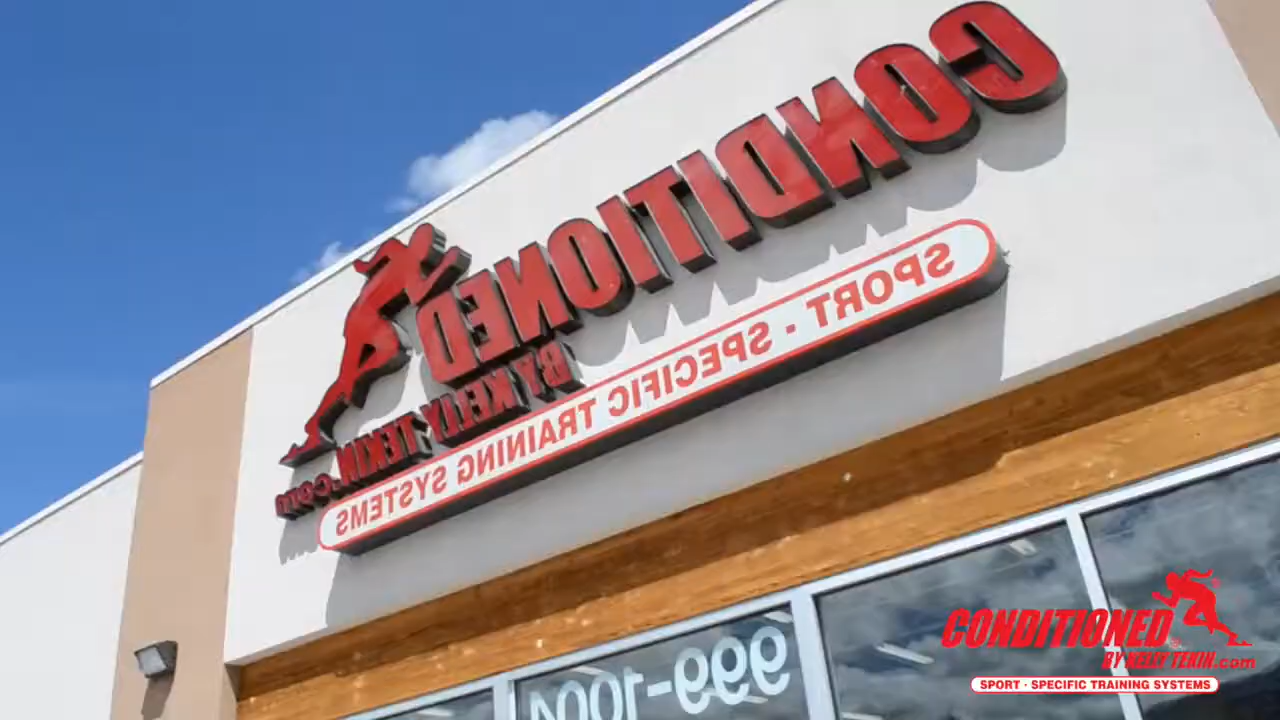 CONDITIONED
BY KELLY TEKIN.com
SPORT · SPECIFIC TRAINING SYSTEMS
999-1004
CONDITIONED
BY KELLY TEKIN.com
SPORT · SPECIFIC TRAINING SYSTEMS